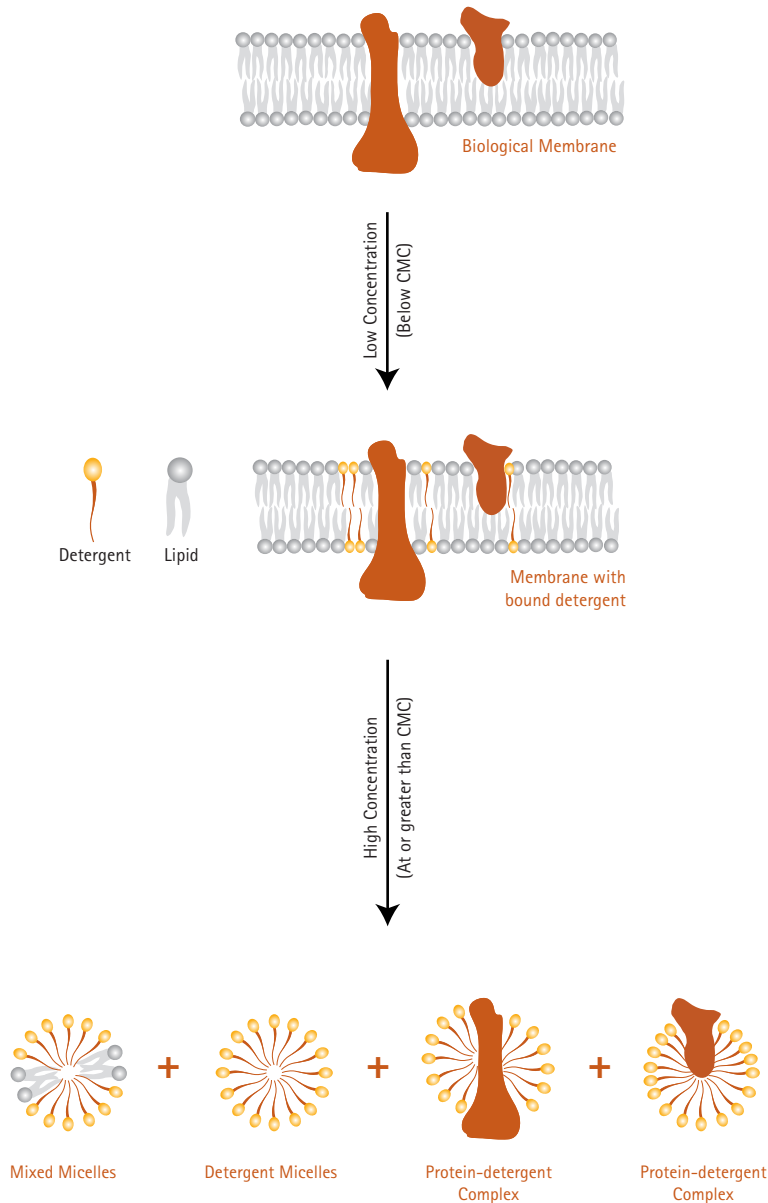 Biological Membrane
Low Concentration
(Below CMC)
Detergent
Lipid
Membrane with
bound detergent
High Concentration
(At or greater than CMC)
+
+
+
Mixed Micelles
Detergent Micelles
Protein-detergent
Complex
Protein-detergent
Complex